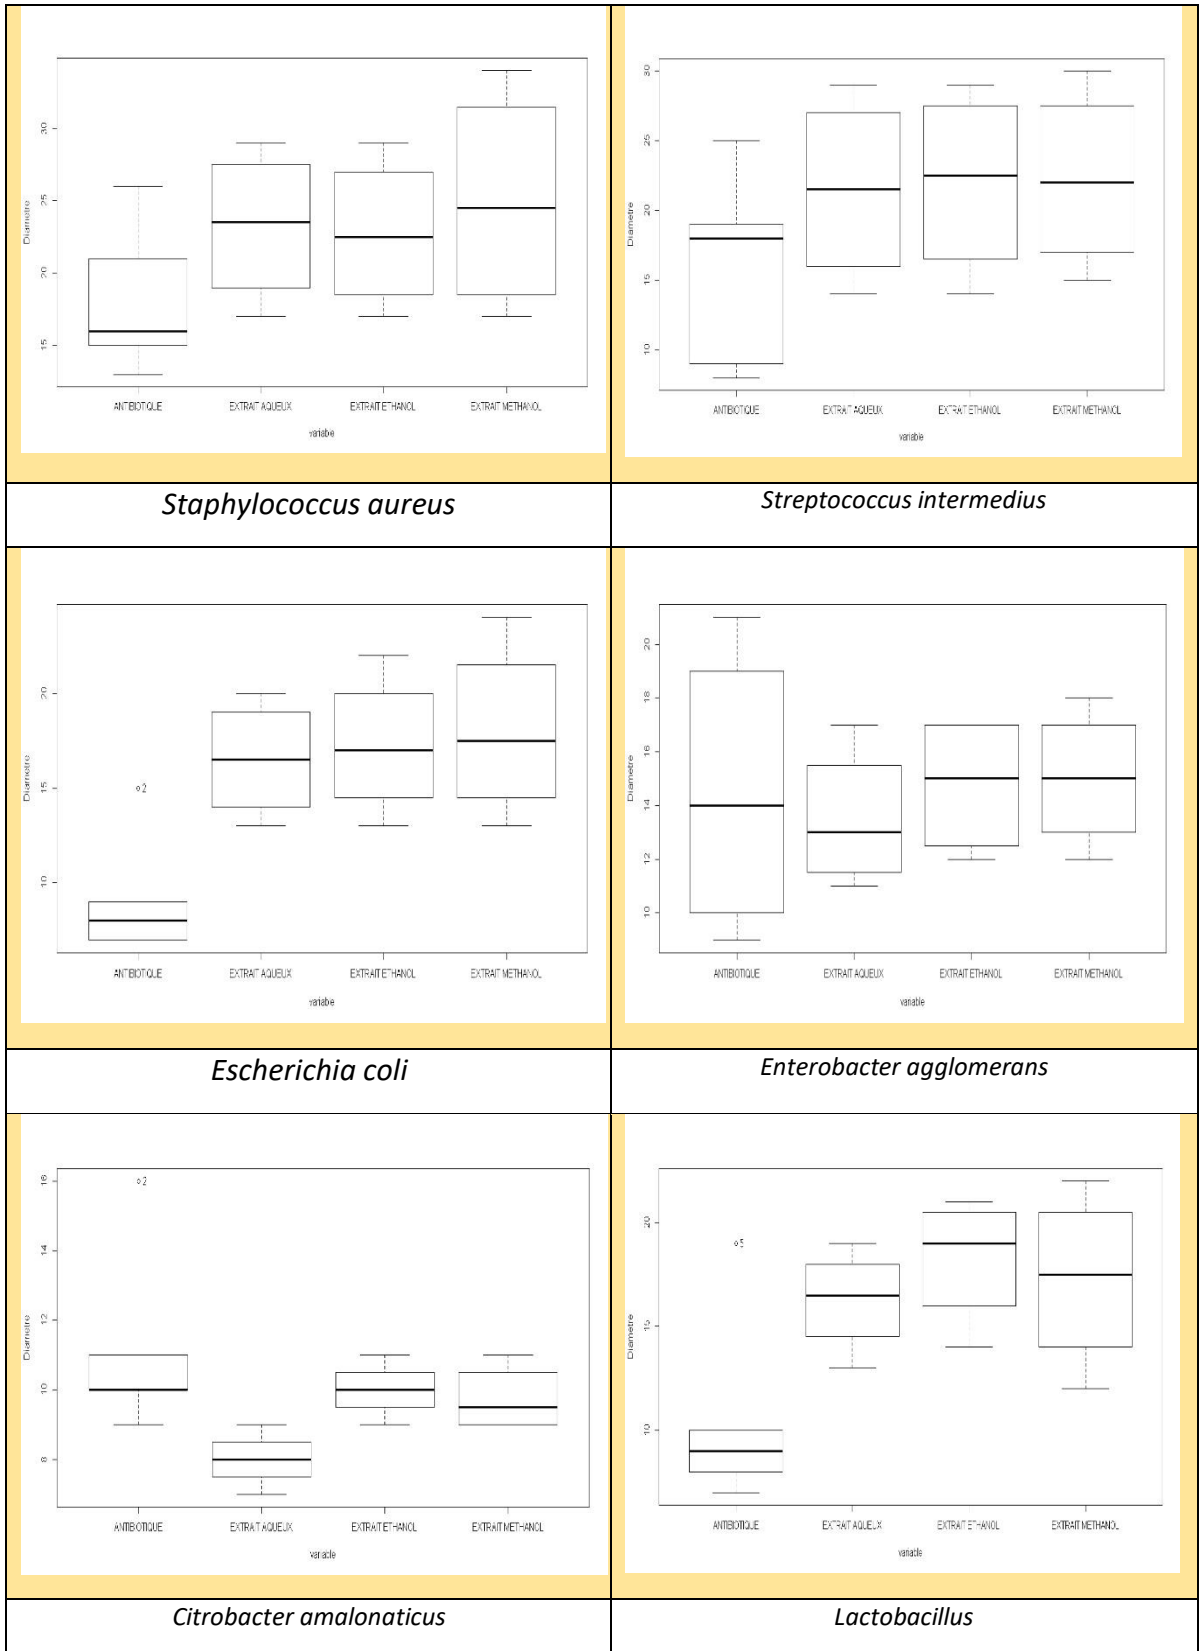 30
25
20
15
Diametre
ANTIBIOTIQUE EXTRAIT AQUEUX EXTRAIT ETHANOL EXTRAIT METHANOL
variable
Staphylococcus aureus
30
25
20
15
10
Diametre
ANTIBIOTIQUE EXTRAIT AQUEUX EXTRAIT ETHANOL EXTRAIT METHANOL
variable
Streptococcus intermedius
20
15
10
Diametre
2
ANTIBIOTIQUE EXTRAIT AQUEUX EXTRAIT ETHANOL EXTRAIT METHANOL
variable
Escherichia coli
20
18
16
14
12
10
Diametre
ANTIBIOTIQUE EXTRAIT AQUEUX EXTRAIT ETHANOL EXTRAIT METHANOL
variable
Enterobacter agglomerans
16
14
12
10
8
Diametre
2
ANTIBIOTIQUE EXTRAIT AQUEUX EXTRAIT ETHANOL EXTRAIT METHANOL
variable
Citrobacter amalonaticus
20
15
10
Diametre
5
ANTIBIOTIQUE EXTRAIT AQUEUX EXTRAIT ETHANOL EXTRAIT METHANOL
variable
Lactobacillus